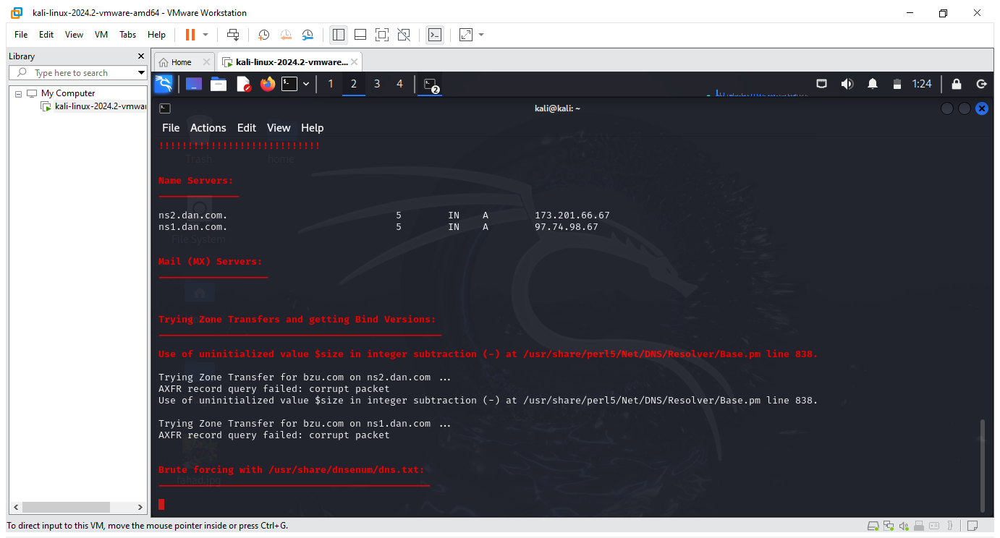 kali-linux-2024.2-vmware-amd64 - VMware Workstation
File Edit View VM Tabs Help
Library
Type here to search
My Computer
kali-linux-2024.2-vmwar
Home
kali-linux-2024.2-vmware...
1 2 3 4
2
1:24
kali@kali: ~
File Actions Edit View Help
!!!!!!!!!!!!!!!!!!!!!!!!!!!!
Trash
home
Name Servers:
ns2.dan.com. 5 IN A 173.201.66.67
ns1.dan.com. 5 IN A 97.74.98.67
File System
Mail (MX) Servers:
Trying Zone Transfers and getting Bind Versions:
Use of uninitialized value $size in integer subtraction (-) at /usr/share/perl5/Net/DNS/Resolver/Base.pm line 838.
Trying Zone Transfer for bzu.com on ns2.dan.com ...
AXFR record query failed: corrupt packet
Use of uninitialized value $size in integer subtraction (-) at /usr/share/perl5/Net/DNS/Resolver/Base.pm line 838.
Trying Zone Transfer for bzu.com on ns1.dan.com ...
AXFR record query failed: corrupt packet
Brute forcing with /usr/share/dnsenum/dns.txt:
fahad.jpg
To direct input to this VM, move the mouse pointer inside or press Ctrl+G.